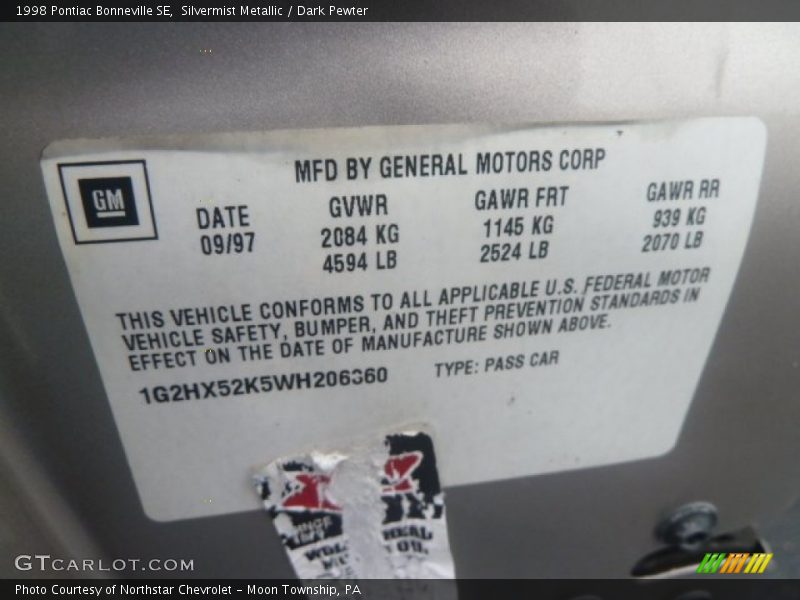 1998 Pontiac Bonneville SE, Silvermist Metallic / Dark Pewter
MFD BY GENERAL MOTORS CORP
GM
DATE GVWR GAWR FRT GAWR RR
09/97 2084 KG 1145 KG 939 KG
4594 LB 2524 LB 2070 LB
THIS VEHICLE CONFORMS TO ALL APPLICABLE U.S. FEDERAL MOTOR
VEHICLE SAFETY, BUMPER, AND THEFT PREVENTION STANDARDS IN
EFFECT ON THE DATE OF MANUFACTURE SHOWN ABOVE.
1G2HX52K5WH206360 TYPE: PASS CAR
SINCE
GTCARLOT.COM
Photo Courtesy of Northstar Chevrolet - Moon Township, PA